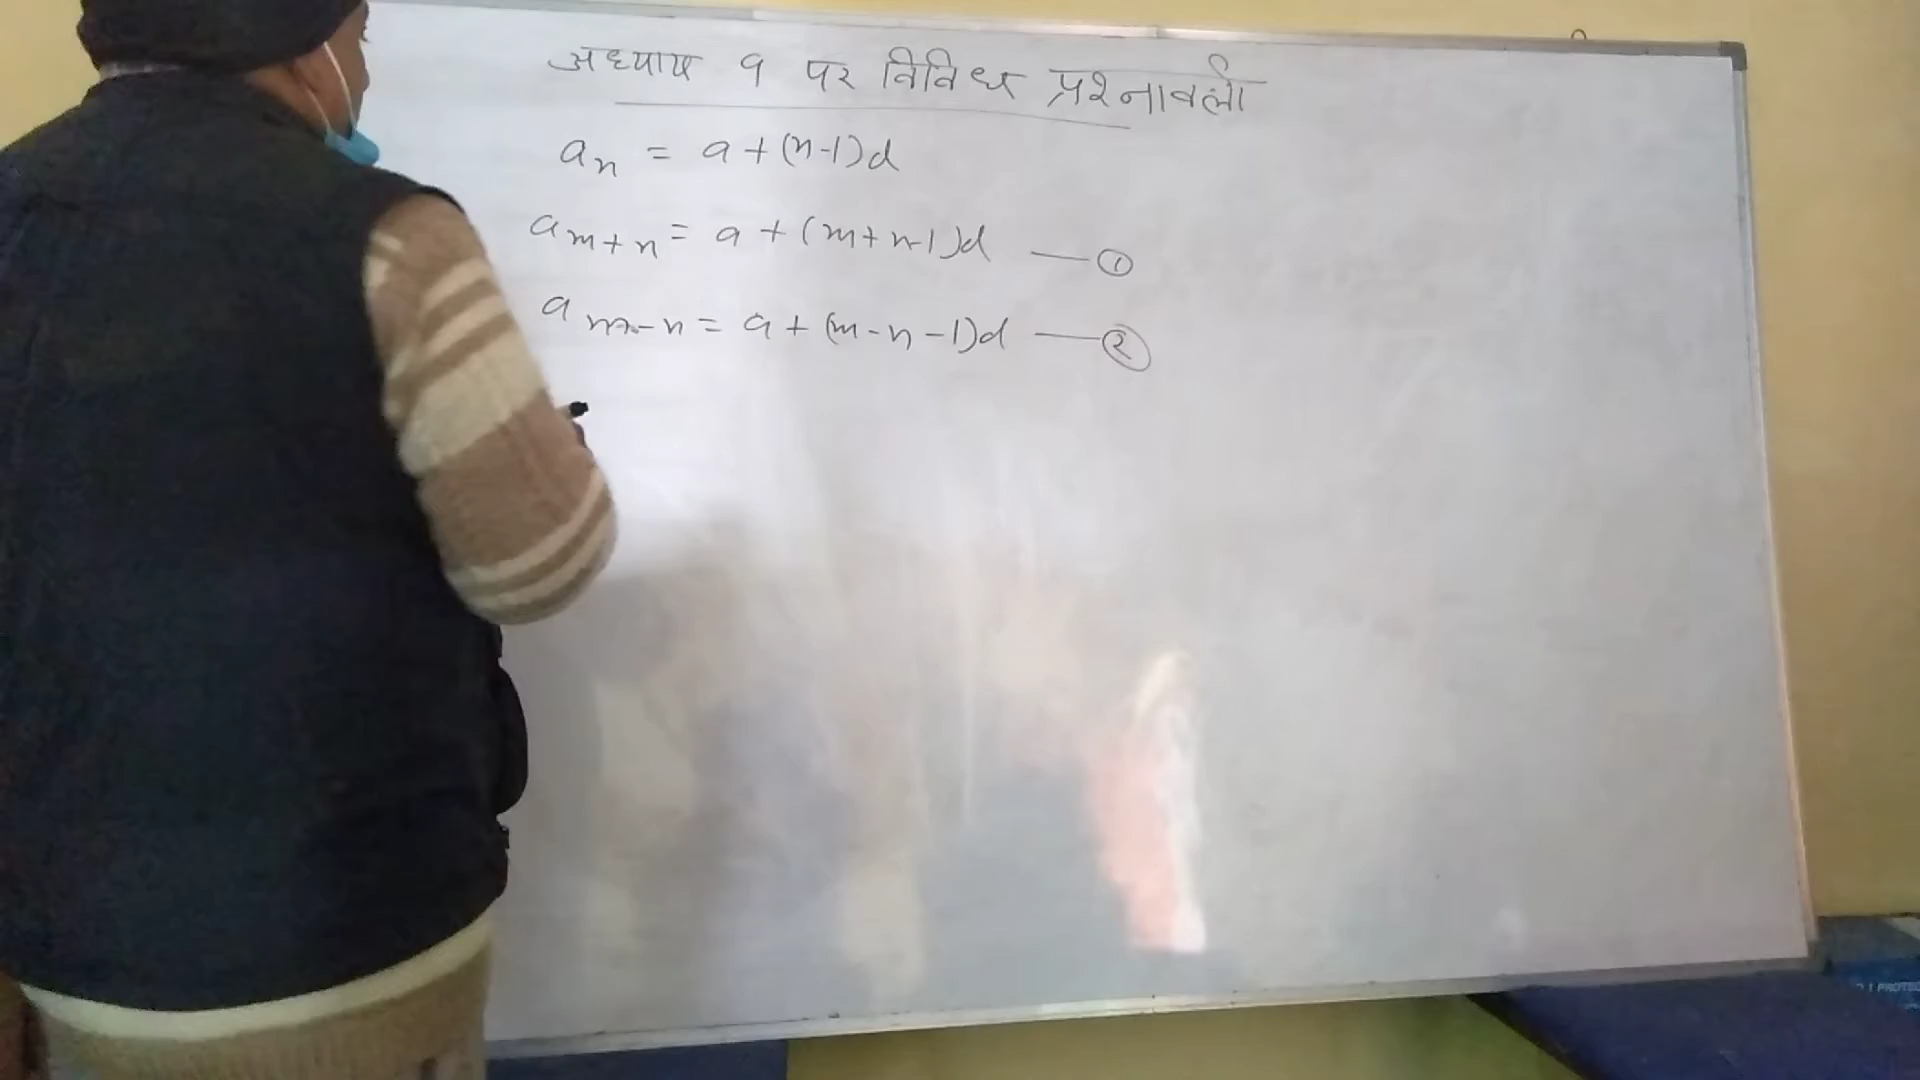 अध्याय 9 पर विविध प्रश्नावली
aₙ = a + (n-1)d
aₘ₊ₙ = a + (m+n-1)d — ①
aₘ₋ₙ = a + (m-n-1)d — ②